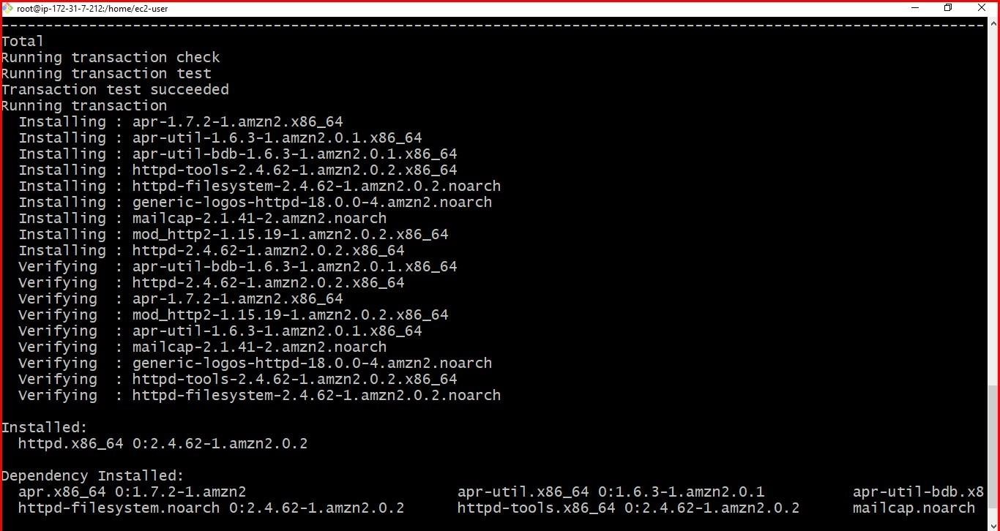 root@ip-172-31-7-212:/home/ec2-user
--------------------------------------------------------------------------------------------------------------
Total
Running transaction check
Running transaction test
Transaction test succeeded
Running transaction
  Installing : apr-1.7.2-1.amzn2.x86_64
  Installing : apr-util-1.6.3-1.amzn2.0.1.x86_64
  Installing : apr-util-bdb-1.6.3-1.amzn2.0.1.x86_64
  Installing : httpd-tools-2.4.62-1.amzn2.0.2.x86_64
  Installing : httpd-filesystem-2.4.62-1.amzn2.0.2.noarch
  Installing : generic-logos-httpd-18.0.0-4.amzn2.noarch
  Installing : mailcap-2.1.41-2.amzn2.noarch
  Installing : mod_http2-1.15.19-1.amzn2.0.2.x86_64
  Installing : httpd-2.4.62-1.amzn2.0.2.x86_64
  Verifying  : apr-util-bdb-1.6.3-1.amzn2.0.1.x86_64
  Verifying  : httpd-2.4.62-1.amzn2.0.2.x86_64
  Verifying  : apr-1.7.2-1.amzn2.x86_64
  Verifying  : mod_http2-1.15.19-1.amzn2.0.2.x86_64
  Verifying  : apr-util-1.6.3-1.amzn2.0.1.x86_64
  Verifying  : mailcap-2.1.41-2.amzn2.noarch
  Verifying  : generic-logos-httpd-18.0.0-4.amzn2.noarch
  Verifying  : httpd-tools-2.4.62-1.amzn2.0.2.x86_64
  Verifying  : httpd-filesystem-2.4.62-1.amzn2.0.2.noarch
Installed:
  httpd.x86_64 0:2.4.62-1.amzn2.0.2
Dependency Installed:
  apr.x86_64 0:1.7.2-1.amzn2                        apr-util.x86_64 0:1.6.3-1.amzn2.0.1          apr-util-bdb.x8
  httpd-filesystem.noarch 0:2.4.62-1.amzn2.0.2      httpd-tools.x86_64 0:2.4.62-1.amzn2.0.2      mailcap.noarch